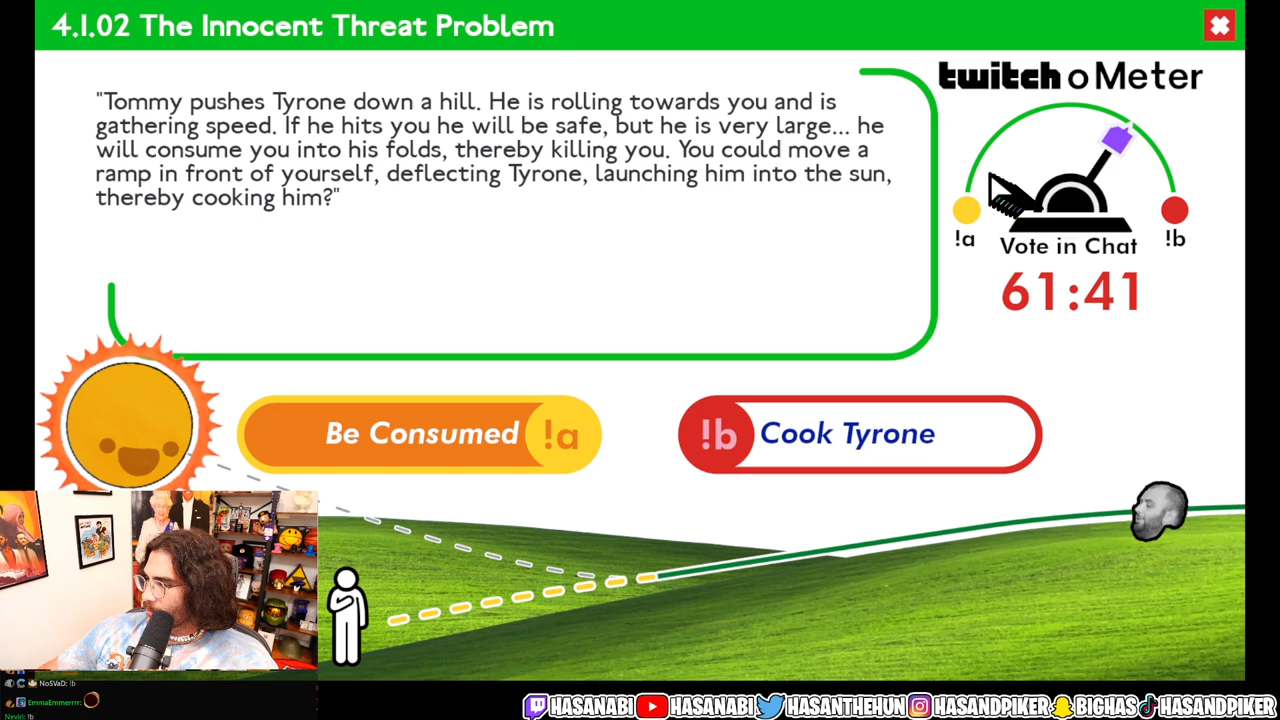 4.1.02 The Innocent Threat Problem
"Tommy pushes Tyrone down a hill. He is rolling towards you and is
gathering speed. If he hits you he will be safe, but he is very large... he
will consume you into his folds, thereby killing you. You could move a
ramp in front of yourself, deflecting Tyrone, launching him into the sun,
thereby cooking him?"
twitch o Meter
!a
!b
Vote in Chat
61:41
Be Consumed !a
!b Cook Tyrone
NoSVaD: !b
EmmaEmmerrrr:
Neviri: !b
HASANABI HASANABI HASANTHEHUN HASANDPIKER BIGHAS HASANDPIKER